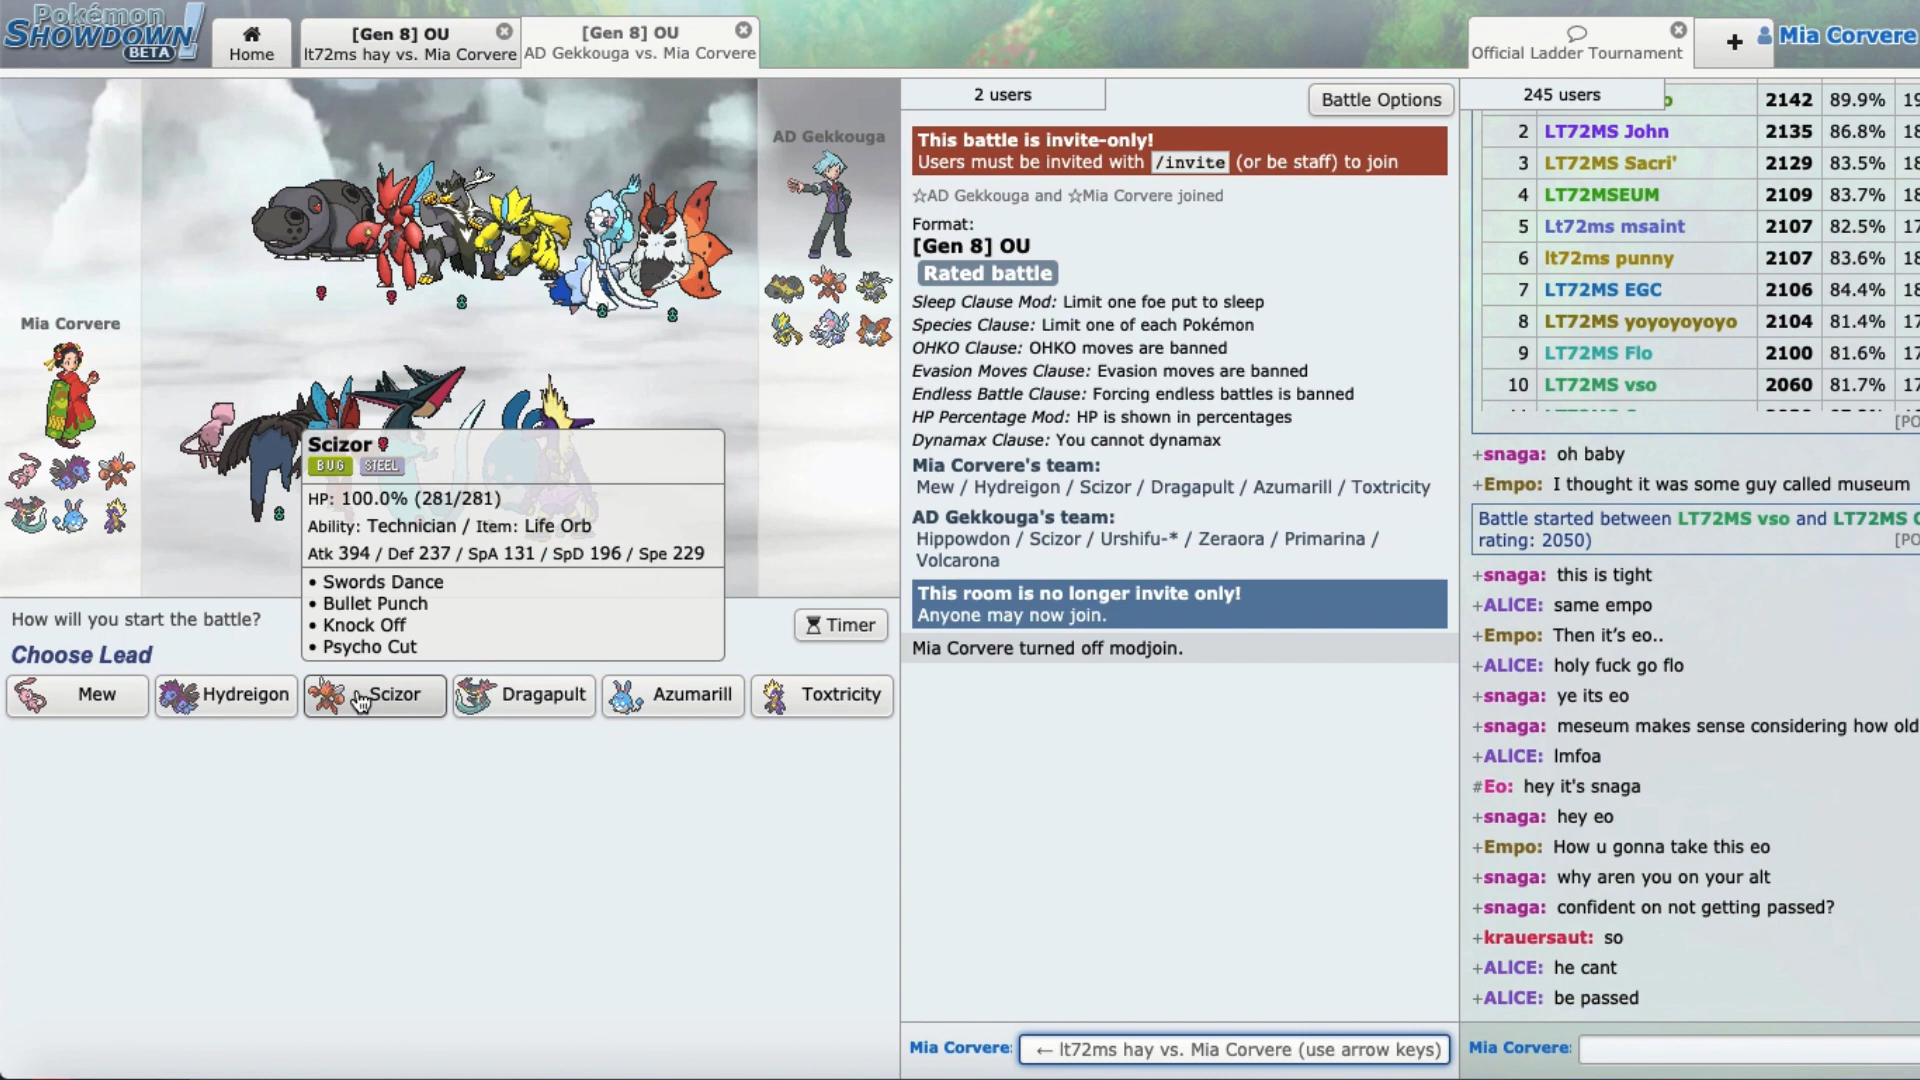 Pokémon
SHOWDOWN!
BETA
Home
[Gen 8] OU
lt72ms hay vs. Mia Corvere
[Gen 8] OU
AD Gekkouga vs. Mia Corvere
Official Ladder Tournament
+
Mia Corvere
AD Gekkouga
Mia Corvere
Scizor
BUG STEEL
HP: 100.0% (281/281)
Ability: Technician / Item: Life Orb
Atk 394 / Def 237 / SpA 131 / SpD 196 / Spe 229
• Swords Dance
• Bullet Punch
• Knock Off
• Psycho Cut
How will you start the battle?
Timer
Choose Lead
Mew
Hydreigon
Scizor
Dragapult
Azumarill
Toxtricity
2 users
Battle Options
This battle is invite-only!
Users must be invited with /invite (or be staff) to join
☆AD Gekkouga and ☆Mia Corvere joined
Format:
[Gen 8] OU
Rated battle
Sleep Clause Mod: Limit one foe put to sleep
Species Clause: Limit one of each Pokémon
OHKO Clause: OHKO moves are banned
Evasion Moves Clause: Evasion moves are banned
Endless Battle Clause: Forcing endless battles is banned
HP Percentage Mod: HP is shown in percentages
Dynamax Clause: You cannot dynamax
Mia Corvere's team:
Mew / Hydreigon / Scizor / Dragapult / Azumarill / Toxtricity
AD Gekkouga's team:
Hippowdon / Scizor / Urshifu-* / Zeraora / Primarina /
Volcarona
This room is no longer invite only!
Anyone may now join.
Mia Corvere turned off modjoin.
Mia Corvere: ← lt72ms hay vs. Mia Corvere (use arrow keys)
245 users
o 2142 89.9% 19
2 LT72MS John 2135 86.8% 18
3 LT72MS Sacri' 2129 83.5% 18
4 LT72MSEUM 2109 83.7% 18
5 Lt72ms msaint 2107 82.5% 17
6 lt72ms punny 2107 83.6% 18
7 LT72MS EGC 2106 84.4% 18
8 LT72MS yoyoyoyoyo 2104 81.4% 17
9 LT72MS Flo 2100 81.6% 17
10 LT72MS vso 2060 81.7% 17
[PO
+snaga: oh baby
+Empo: I thought it was some guy called museum
Battle started between LT72MS vso and LT72MS
rating: 2050) [PO
+snaga: this is tight
+ALICE: same empo
+Empo: Then it's eo..
+ALICE: holy fuck go flo
+snaga: ye its eo
+snaga: meseum makes sense considering how old
+ALICE: lmfoa
#Eo: hey it's snaga
+snaga: hey eo
+Empo: How u gonna take this eo
+snaga: why aren you on your alt
+snaga: confident on not getting passed?
+krauersaut: so
+ALICE: he cant
+ALICE: be passed
Mia Corvere: